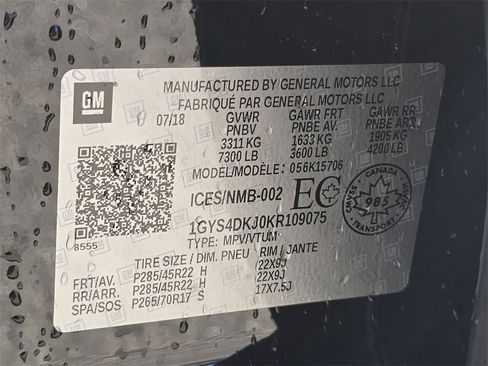 GM
MANUFACTURED BY GENERAL MOTORS LLC
FABRIQUÉ PAR GENERAL MOTORS LLC
07/18 GVWR GAWR FRT GAWR RR
PNBV PNBE AV. PNBE ARR.
3311 KG 1633 KG 1905 KG
7300 LB 3600 LB 4200 LB
MODEL/MODÈLE: 056K15706
ICES/NMB-002 EC
CANADA
985
TRANSPORT
8555
1GYS4DKJ0KR109075
TYPE: MPV/VTUM
TIRE SIZE / DIM. PNEU RIM / JANTE
FRT/AV. P285/45R22 H 22X9J
RR/ARR. P285/45R22 H 22X9J
SPA/SOS P265/70R17 S 17X7.5J